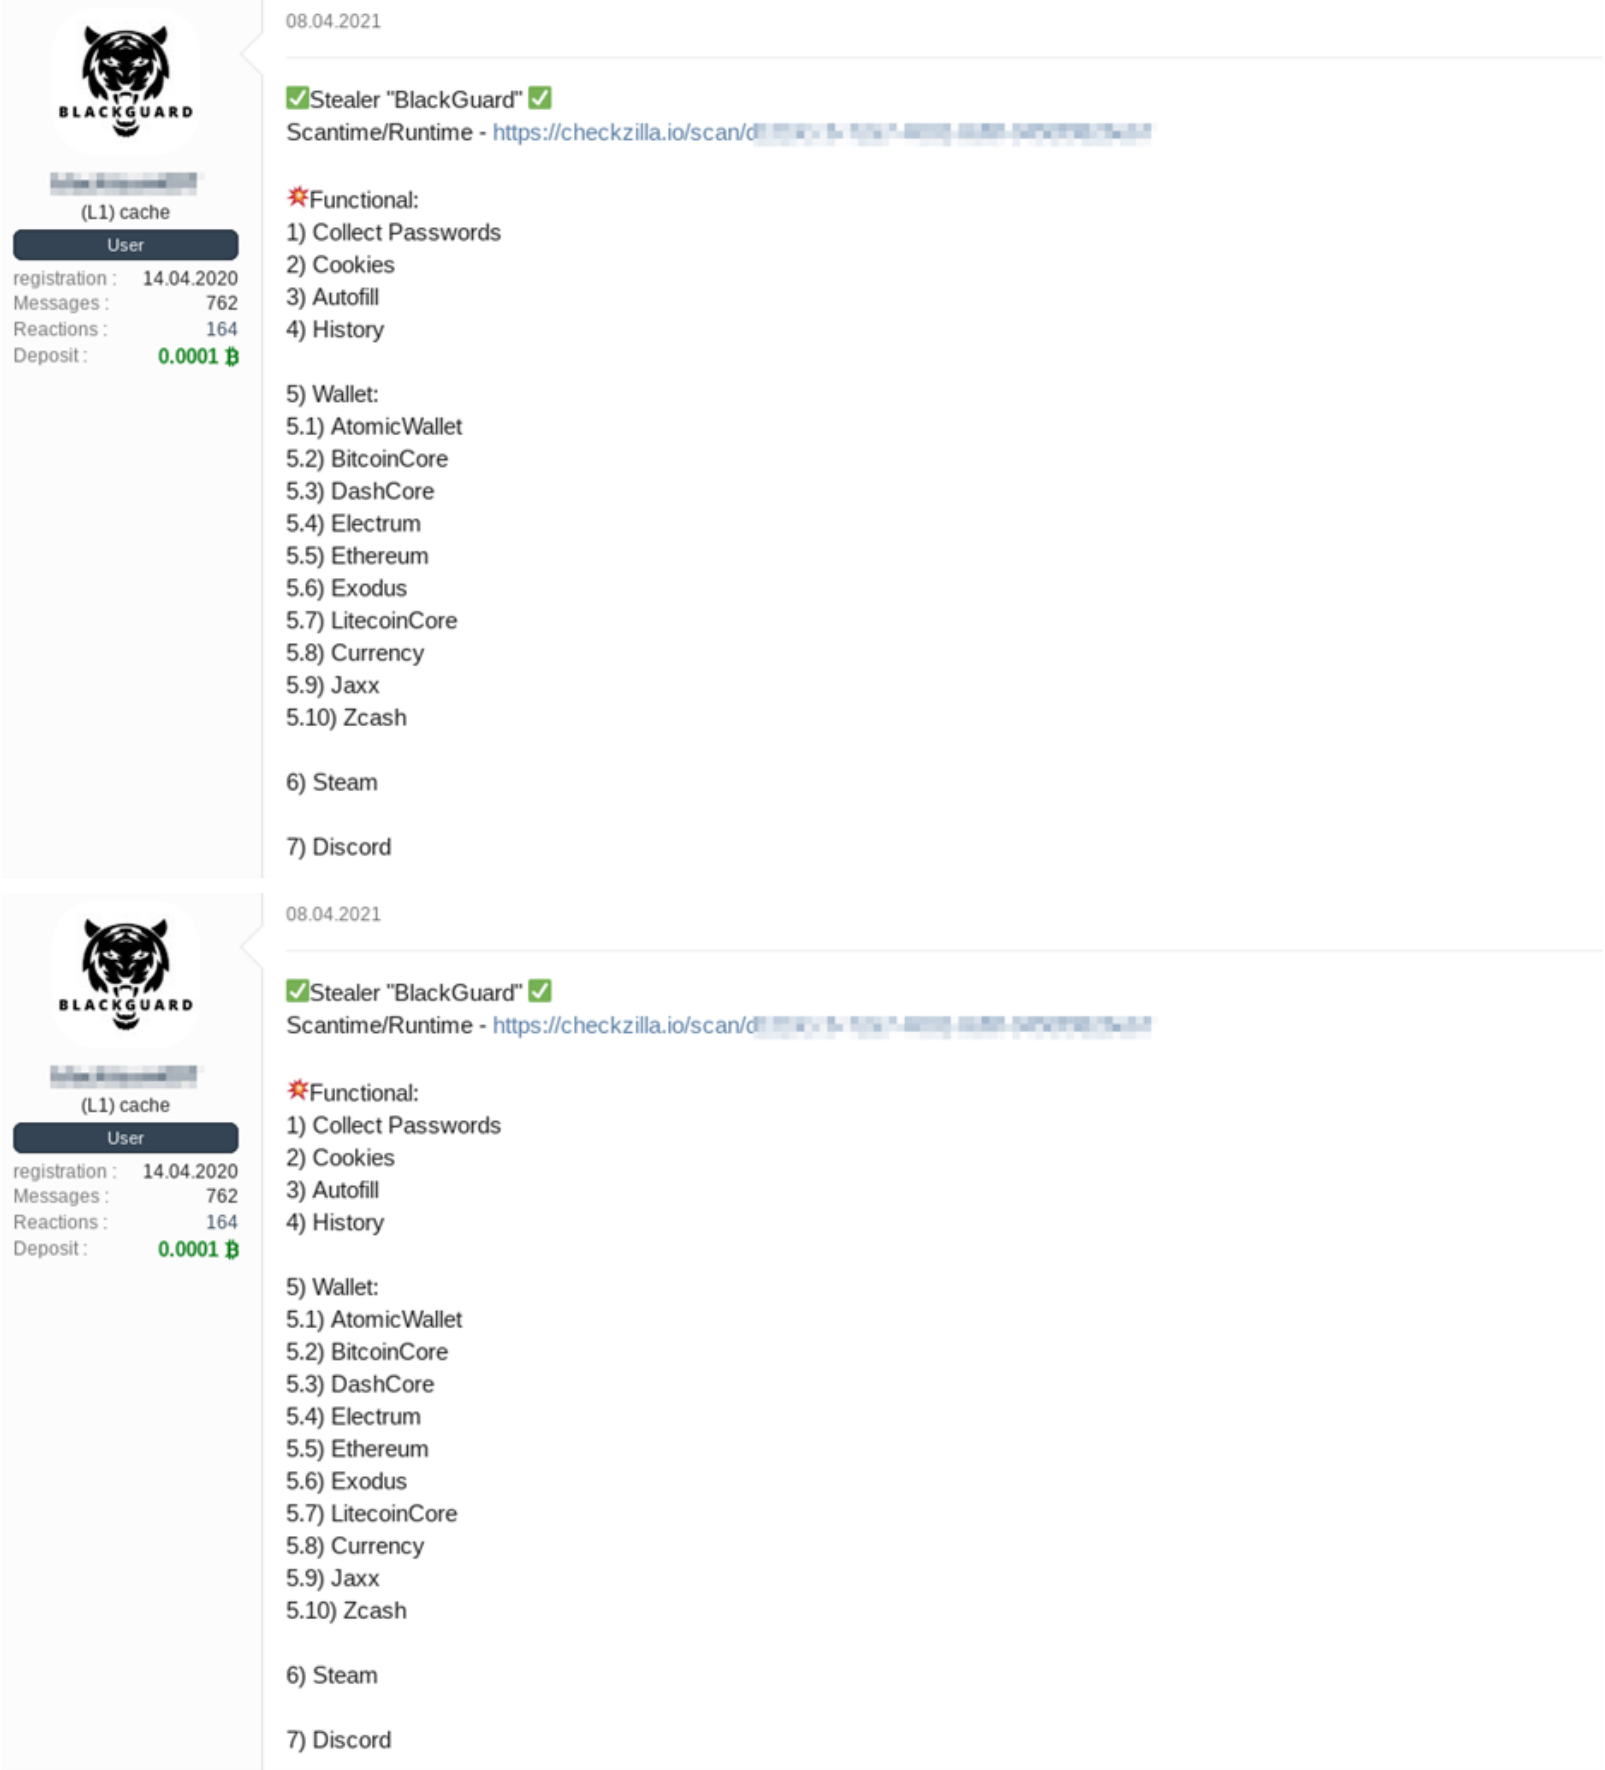 08.04.2021
✅Stealer "BlackGuard" ✅
Scantime/Runtime - https://checkzilla.io/scan/d
BLACKGUARD
(L1) cache
User
registration : 14.04.2020
Messages : 762
Reactions : 164
Deposit : 0.0001 ₿
💥Functional:
1) Collect Passwords
2) Cookies
3) Autofill
4) History
5) Wallet:
5.1) AtomicWallet
5.2) BitcoinCore
5.3) DashCore
5.4) Electrum
5.5) Ethereum
5.6) Exodus
5.7) LitecoinCore
5.8) Currency
5.9) Jaxx
5.10) Zcash
6) Steam
7) Discord
08.04.2021
✅Stealer "BlackGuard" ✅
Scantime/Runtime - https://checkzilla.io/scan/d
BLACKGUARD
(L1) cache
User
registration : 14.04.2020
Messages : 762
Reactions : 164
Deposit : 0.0001 ₿
💥Functional:
1) Collect Passwords
2) Cookies
3) Autofill
4) History
5) Wallet:
5.1) AtomicWallet
5.2) BitcoinCore
5.3) DashCore
5.4) Electrum
5.5) Ethereum
5.6) Exodus
5.7) LitecoinCore
5.8) Currency
5.9) Jaxx
5.10) Zcash
6) Steam
7) Discord